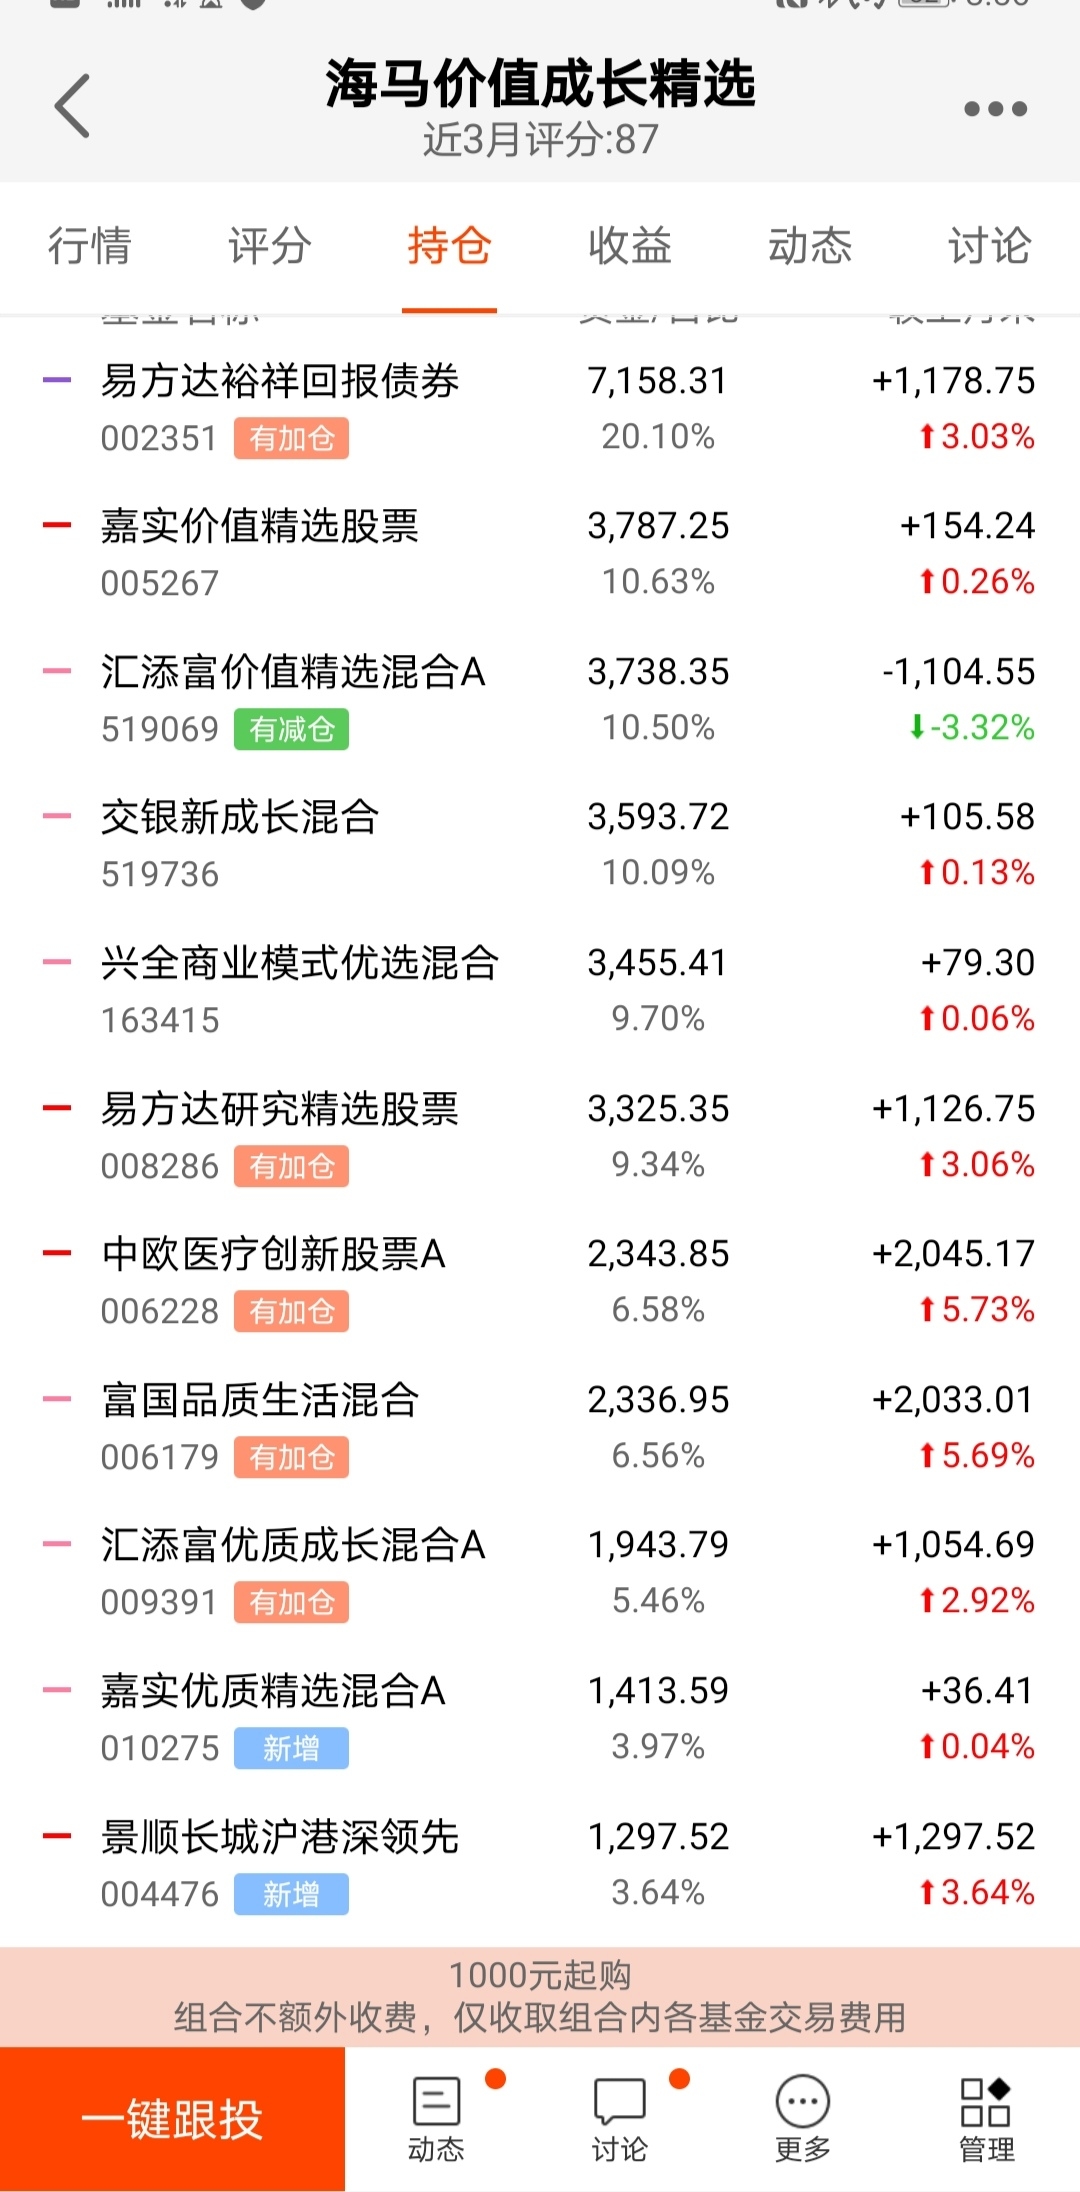 海马价值成长精选
近3月评分:87
行情 评分 持仓 收益 动态 讨论
易方达裕祥回报债券 7,158.31 +1,178.75
002351 有加仓 20.10% ⬆3.03%
嘉实价值精选股票 3,787.25 +154.24
005267 10.63% ⬆0.26%
汇添富价值精选混合A 3,738.35 -1,104.55
519069 有减仓 10.50% ⬇-3.32%
交银新成长混合 3,593.72 +105.58
519736 10.09% ⬆0.13%
兴全商业模式优选混合 3,455.41 +79.30
163415 9.70% ⬆0.06%
易方达研究精选股票 3,325.35 +1,126.75
008286 有加仓 9.34% ⬆3.06%
中欧医疗创新股票A 2,343.85 +2,045.17
006228 有加仓 6.58% ⬆5.73%
富国品质生活混合 2,336.95 +2,033.01
006179 有加仓 6.56% ⬆5.69%
汇添富优质成长混合A 1,943.79 +1,054.69
009391 有加仓 5.46% ⬆2.92%
嘉实优质精选混合A 1,413.59 +36.41
010275 新增 3.97% ⬆0.04%
景顺长城沪港深领先 1,297.52 +1,297.52
004476 新增 3.64% ⬆3.64%
1000元起购
组合不额外收费，仅收取组合内各基金交易费用
一键跟投 动态 讨论 更多 管理